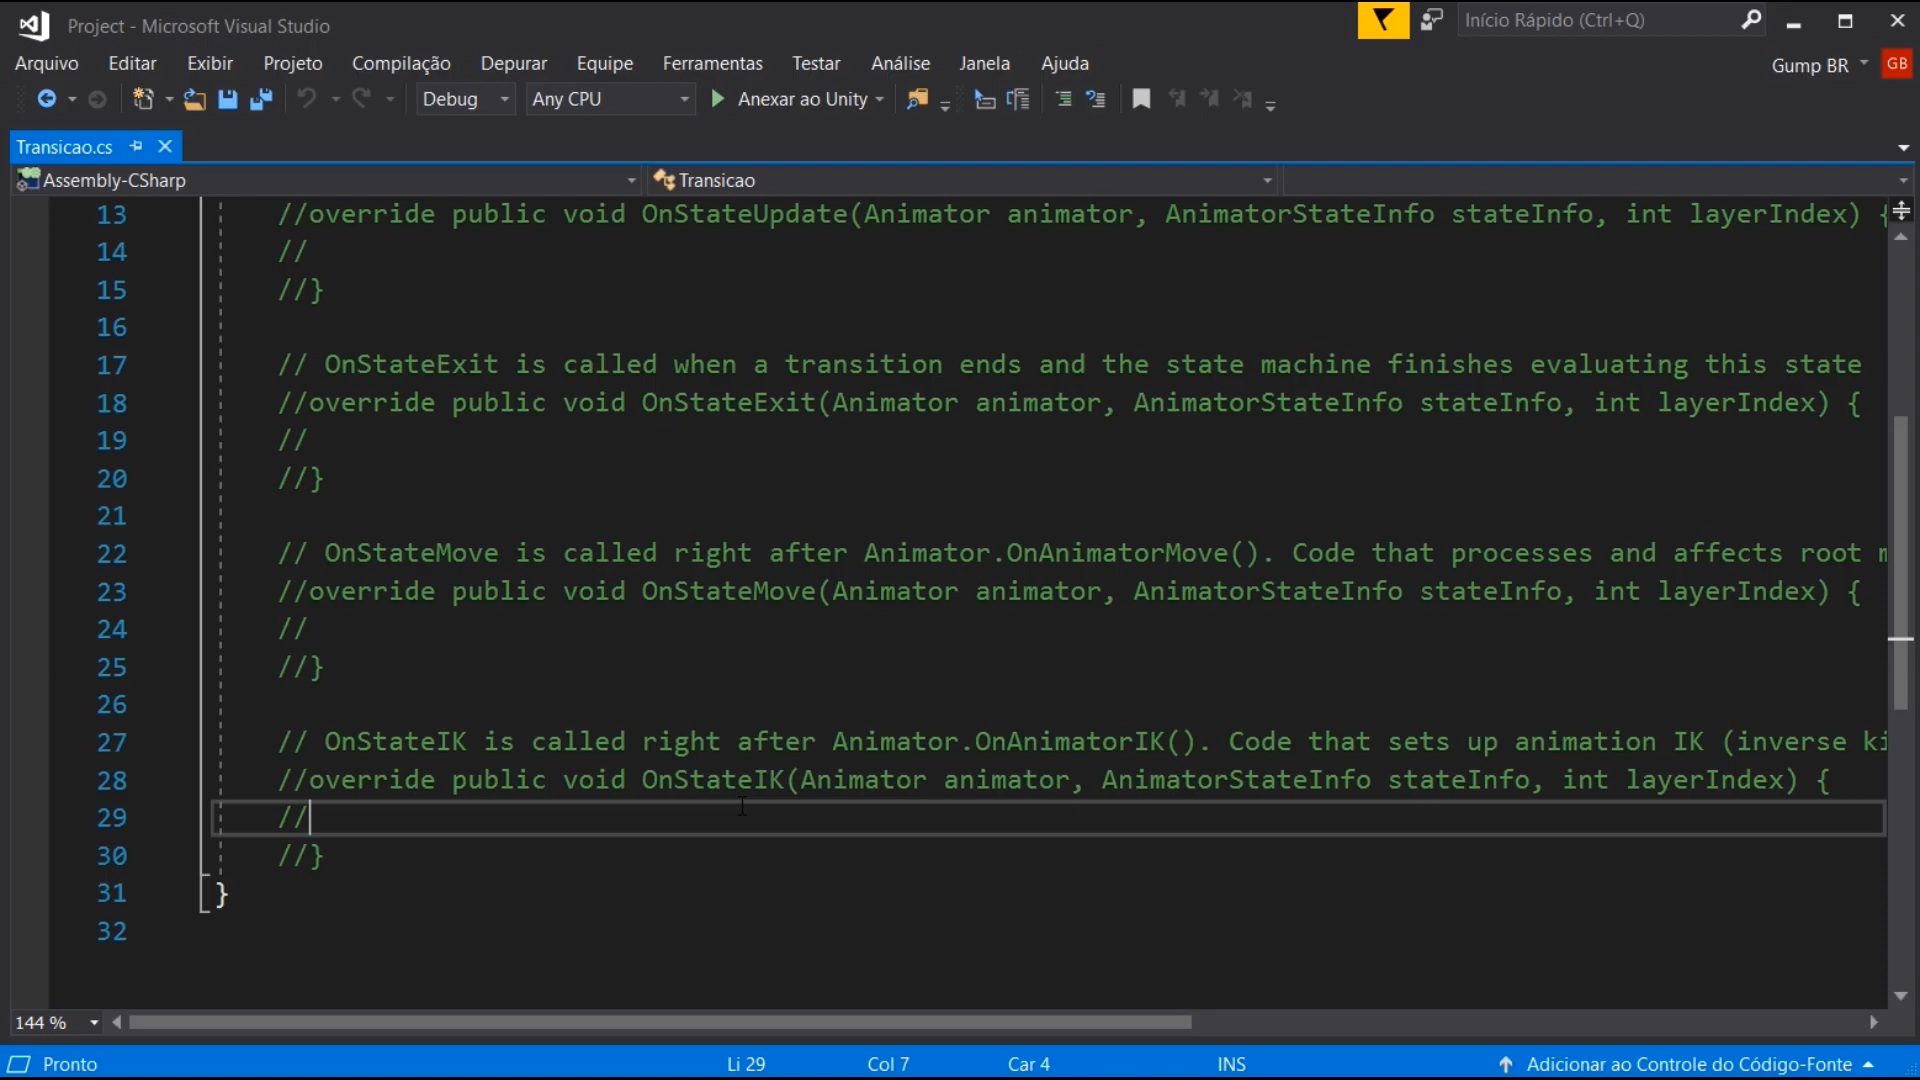 Project - Microsoft Visual Studio
Início Rápido (Ctrl+Q)
Arquivo Editar Exibir Projeto Compilação Depurar Equipe Ferramentas Testar Análise Janela Ajuda
Gump BR GB
Debug Any CPU Anexar ao Unity
Transicao.cs
Assembly-CSharp Transicao
13 //override public void OnStateUpdate(Animator animator, AnimatorStateInfo stateInfo, int layerIndex) {
14 //
15 //}
16
17 // OnStateExit is called when a transition ends and the state machine finishes evaluating this state
18 //override public void OnStateExit(Animator animator, AnimatorStateInfo stateInfo, int layerIndex) {
19 //
20 //}
21
22 // OnStateMove is called right after Animator.OnAnimatorMove(). Code that processes and affects root
23 //override public void OnStateMove(Animator animator, AnimatorStateInfo stateInfo, int layerIndex) {
24 //
25 //}
26
27 // OnStateIK is called right after Animator.OnAnimatorIK(). Code that sets up animation IK (inverse ki
28 //override public void OnStateIK(Animator animator, AnimatorStateInfo stateInfo, int layerIndex) {
29 //
30 //}
31 }
32
144 %
Pronto Li 29 Col 7 Car 4 INS Adicionar ao Controle do Código-Fonte